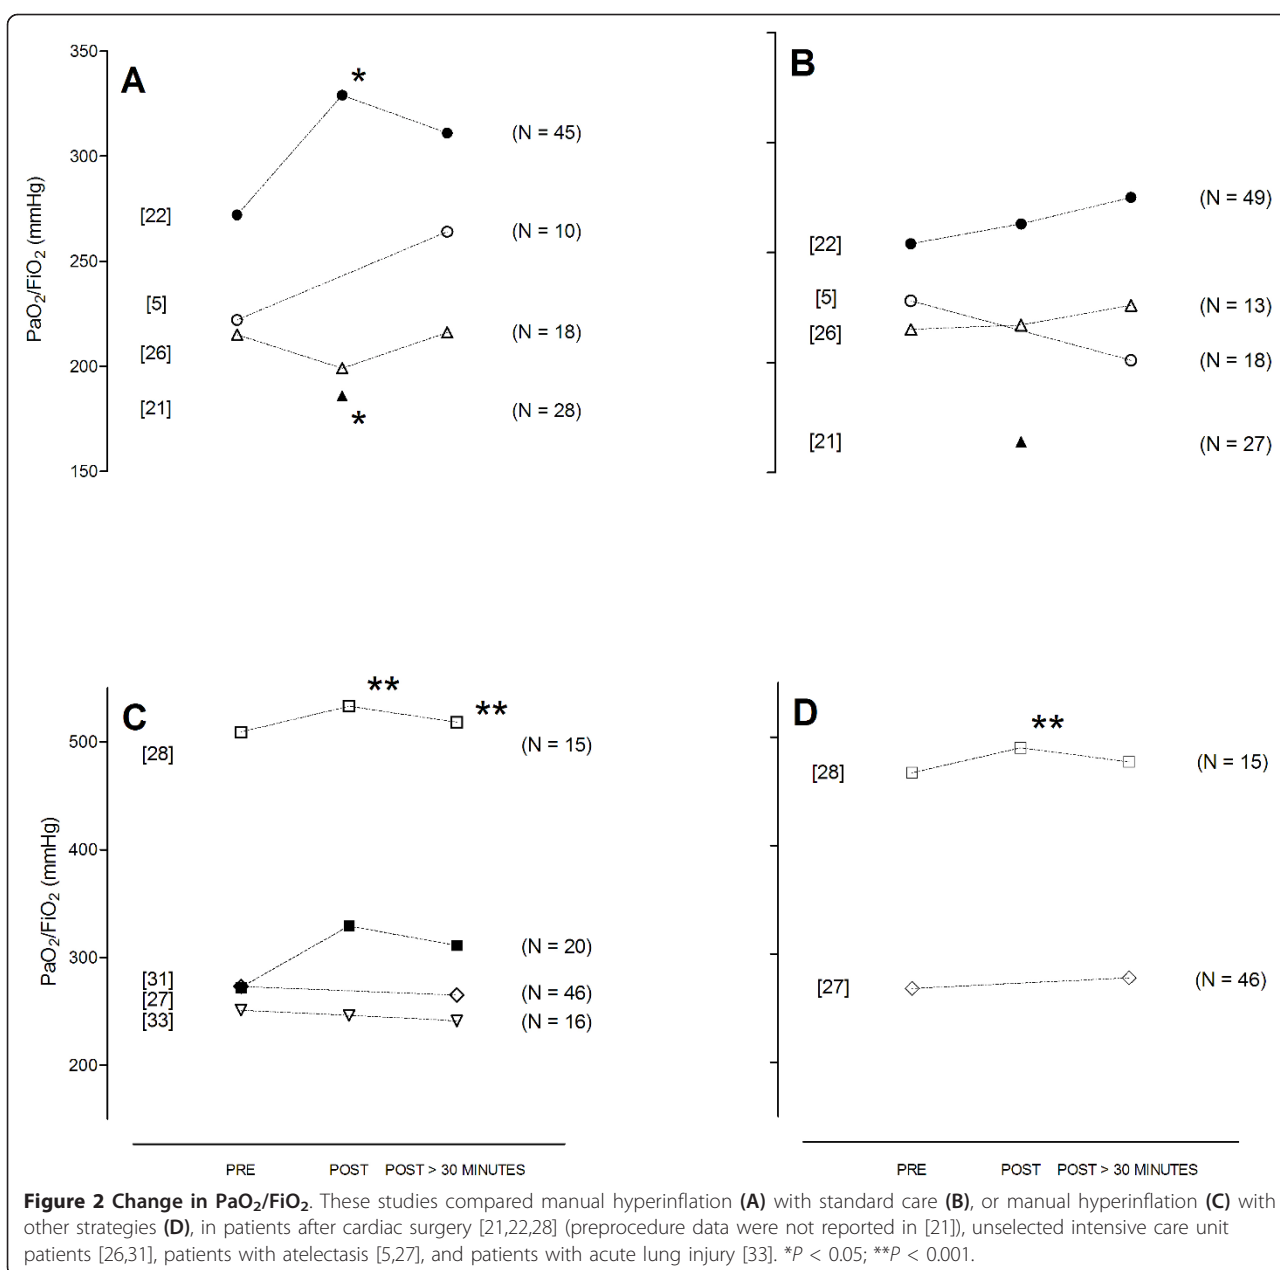 350
A
*
300
(N = 45)
[22]
250
(N = 10)
[5]
200
(N = 18)
[26]
[21]
*
(N = 28)
150
PaO2/FiO2 (mmHg)
B
(N = 49)
[22]
[5]
(N = 13)
[26]
(N = 18)
[21]
(N = 27)
C
**
**
500
[28]
(N = 15)
400
300
(N = 20)
[31]
[27]
(N = 46)
[33]
(N = 16)
200
PaO2/FiO2 (mmHg)
PRE POST POST > 30 MINUTES
D
**
[28]
(N = 15)
[27]
(N = 46)
PRE POST POST > 30 MINUTES
Figure 2 Change in PaO2/FiO2. These studies compared manual hyperinflation (A) with standard care (B), or manual hyperinflation (C) with
other strategies (D), in patients after cardiac surgery [21,22,28] (preprocedure data were not reported in [21]), unselected intensive care unit
patients [26,31], patients with atelectasis [5,27], and patients with acute lung injury [33]. *P < 0.05; **P < 0.001.